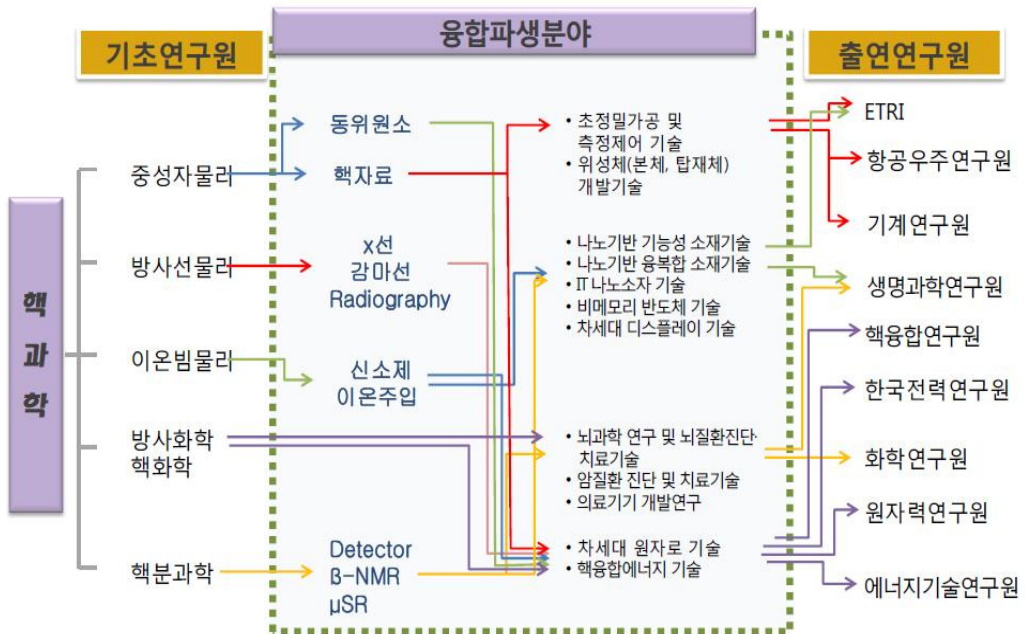 융합파생분야
기초연구원
출연연구원
핵
과
학
중성자물리
방사선물리
이온빔물리
방사화학
핵화학
핵분과학
동위원소
핵자료
x선
감마선
Radiography
신소제
이온주입
Detector
ß-NMR
µSR
• 초정밀가공 및
측정제어 기술
• 위성체(본체, 탑재체)
개발기술
• 나노기반 기능성 소재기술
• 나노기반 융복합 소재기술
• IT 나노소자 기술
• 비메모리 반도체 기술
• 차세대 디스플레이 기술
• 뇌과학 연구 및 뇌질환진단·
치료기술
• 암질환 진단 및 치료기술
• 의료기기 개발연구
• 차세대 원자로 기술
• 핵융합에너지 기술
ETRI
항공우주연구원
기계연구원
생명과학연구원
핵융합연구원
한국전력연구원
화학연구원
원자력연구원
에너지기술연구원